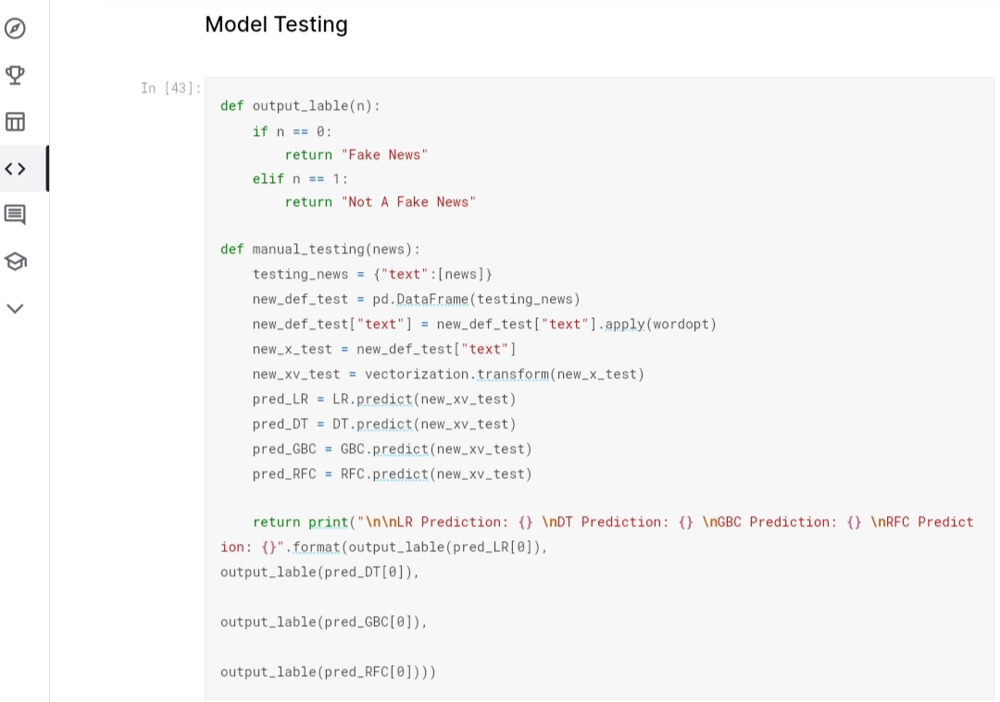 Model Testing
In [43]:
def output_lable(n):
    if n == 0:
        return "Fake News"
    elif n == 1:
        return "Not A Fake News"
def manual_testing(news):
    testing_news = {"text":[news]}
    new_def_test = pd.DataFrame(testing_news)
    new_def_test["text"] = new_def_test["text"].apply(wordopt)
    new_x_test = new_def_test["text"]
    new_xv_test = vectorization.transform(new_x_test)
    pred_LR = LR.predict(new_xv_test)
    pred_DT = DT.predict(new_xv_test)
    pred_GBC = GBC.predict(new_xv_test)
    pred_RFC = RFC.predict(new_xv_test)
    return print("\n\nLR Prediction: {} \nDT Prediction: {} \nGBC Prediction: {} \nRFC Predict
ion: {}".format(output_lable(pred_LR[0]),
output_lable(pred_DT[0]),
output_lable(pred_GBC[0]),
output_lable(pred_RFC[0])))